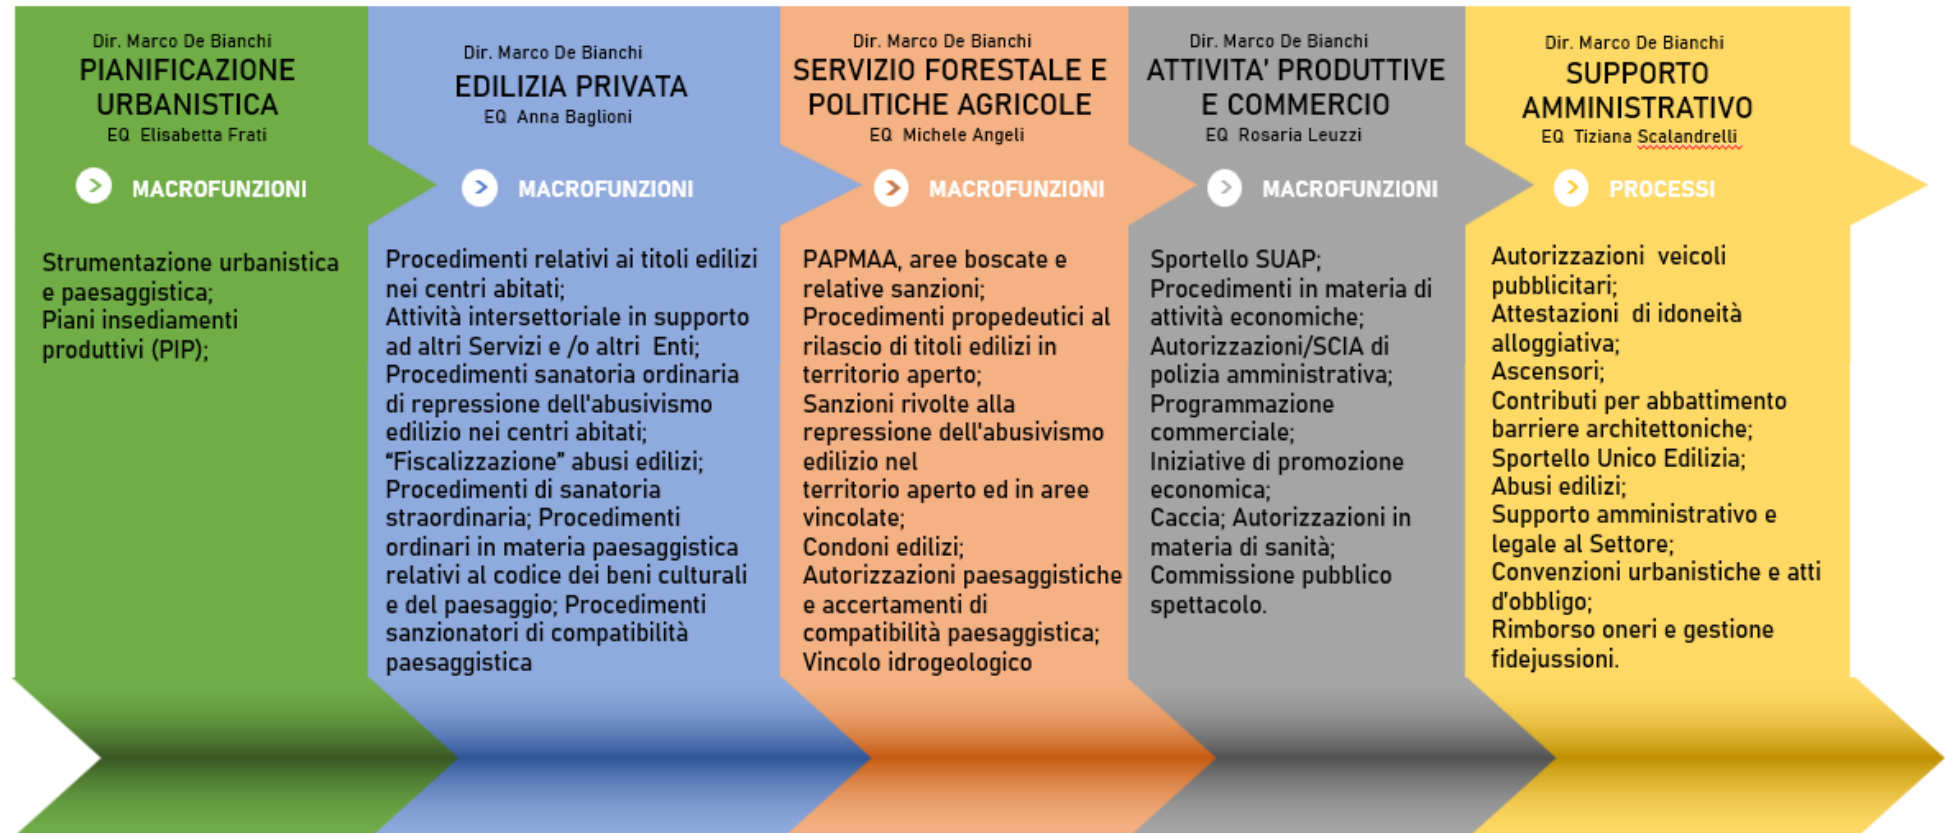 Dir. Marco De Bianchi
PIANIFICAZIONE
URBANISTICA
EQ Elisabetta Frati
MACROFUNZIONI
Strumentazione urbanistica
e paesaggistica;
Piani insediamenti
produttivi (PIP);
Dir. Marco De Bianchi
EDILIZIA PRIVATA
EQ Anna Baglioni
MACROFUNZIONI
Procedimenti relativi ai titoli edilizi
nei centri abitati;
Attività intersettoriale in supporto
ad altri Servizi e /o altri Enti;
Procedimenti sanatoria ordinaria
di repressione dell'abusivismo
edilizio nei centri abitati;
“Fiscalizzazione” abusi edilizi;
Procedimenti di sanatoria
straordinaria; Procedimenti
ordinari in materia paesaggistica
relativi al codice dei beni culturali
e del paesaggio; Procedimenti
sanzionatori di compatibilità
paesaggistica
Dir. Marco De Bianchi
SERVIZIO FORESTALE E
POLITICHE AGRICOLE
EQ Michele Angeli
MACROFUNZIONI
PAPMAA, aree boscate e
relative sanzioni;
Procedimenti propedeutici al
rilascio di titoli edilizi in
territorio aperto;
Sanzioni rivolte alla
repressione dell'abusivismo
edilizio nel
territorio aperto ed in aree
vincolate;
Condoni edilizi;
Autorizzazioni paesaggistiche
e accertamenti di
compatibilità paesaggistica;
Vincolo idrogeologico
Dir. Marco De Bianchi
ATTIVITA’ PRODUTTIVE
E COMMERCIO
EQ Rosaria Leuzzi
MACROFUNZIONI
Sportello SUAP;
Procedimenti in materia di
attività economiche;
Autorizzazioni/SCIA di
polizia amministrativa;
Programmazione
commerciale;
Iniziative di promozione
economica;
Caccia; Autorizzazioni in
materia di sanità;
Commissione pubblico
spettacolo.
Dir. Marco De Bianchi
SUPPORTO
AMMINISTRATIVO
EQ Tiziana Scalandrelli
PROCESSI
Autorizzazioni veicoli
pubblicitari;
Attestazioni di idoneità
alloggiativa;
Ascensori;
Contributi per abbattimento
barriere architettoniche;
Sportello Unico Edilizia;
Abusi edilizi;
Supporto amministrativo e
legale al Settore;
Convenzioni urbanistiche e atti
d’obbligo;
Rimborso oneri e gestione
fidejussioni.